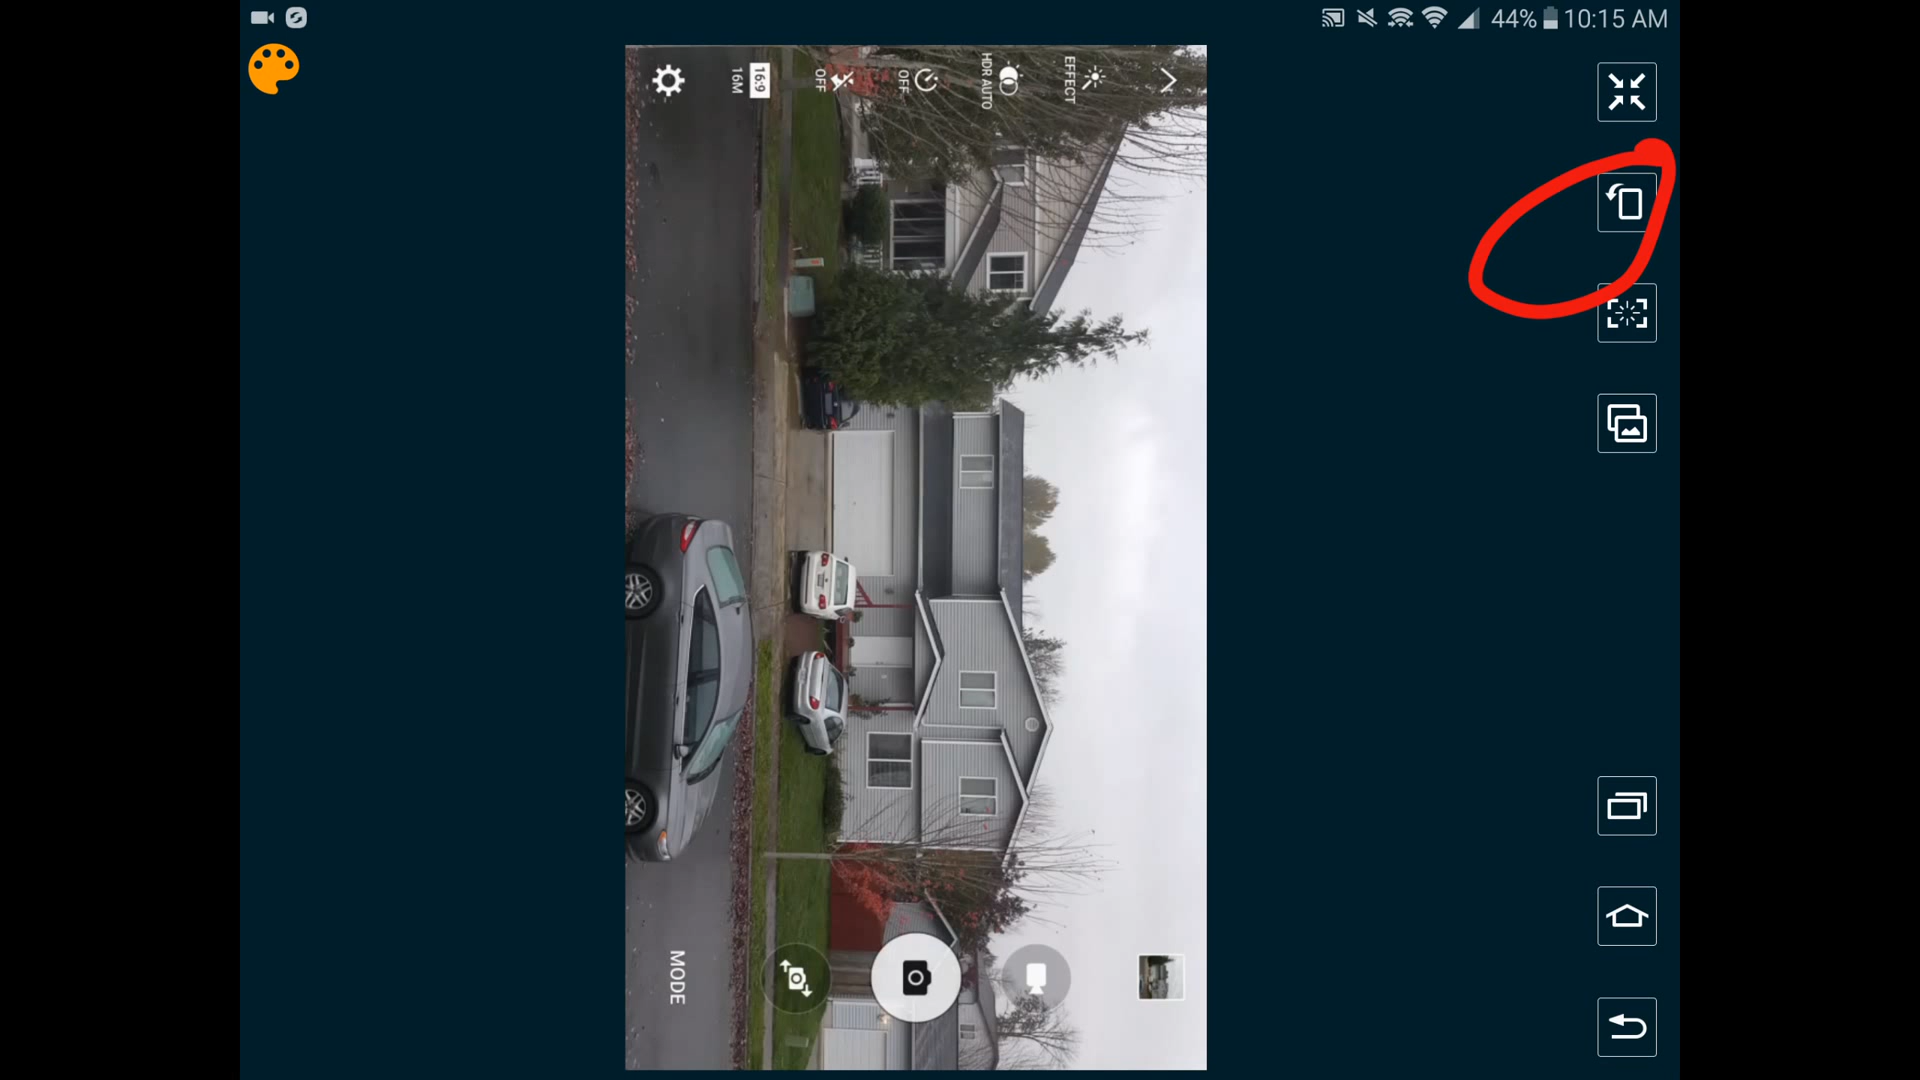 44% 10:15 AM
16:9
16M
OFF
OFF
HDR AUTO
EFFECT
MODE